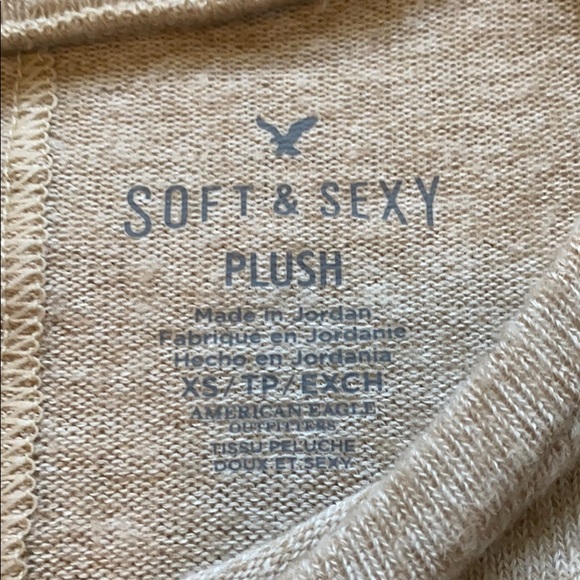 SOFT & SEXY
PLUSH
Made in Jordan
Fabriqué en Jordanie
Hecho en Jordania
XS/TP/EXCH
AMERICAN EAGLE
OUTFITTERS
TISSU PELUCHE
DOUX ET SEXY